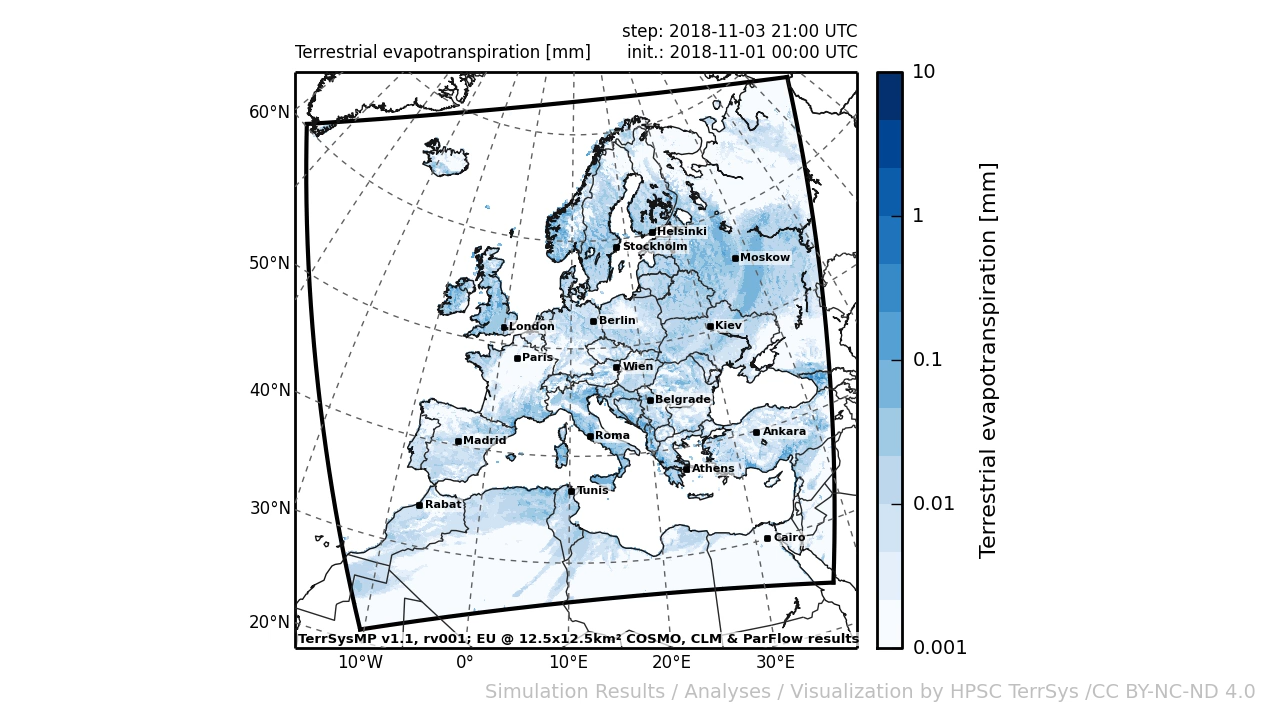 step: 2018-11-03 21:00 UTC
Terrestrial evapotranspiration [mm] init.: 2018-11-01 00:00 UTC
60°N
50°N
40°N
30°N
20°N
10°W 0° 10°E 20°E 30°E
Helsinki
Stockholm
Moskow
London
Berlin
Kiev
Paris
Wien
Belgrade
Madrid
Roma
Ankara
Athens
Tunis
Rabat
Cairo
TerrSysMP v1.1, rv001; EU @ 12.5x12.5km² COSMO, CLM & ParFlow results
10
1
0.1
0.01
0.001
Terrestrial evapotranspiration [mm]
Simulation Results / Analyses / Visualization by HPSC TerrSys /CC BY-NC-ND 4.0